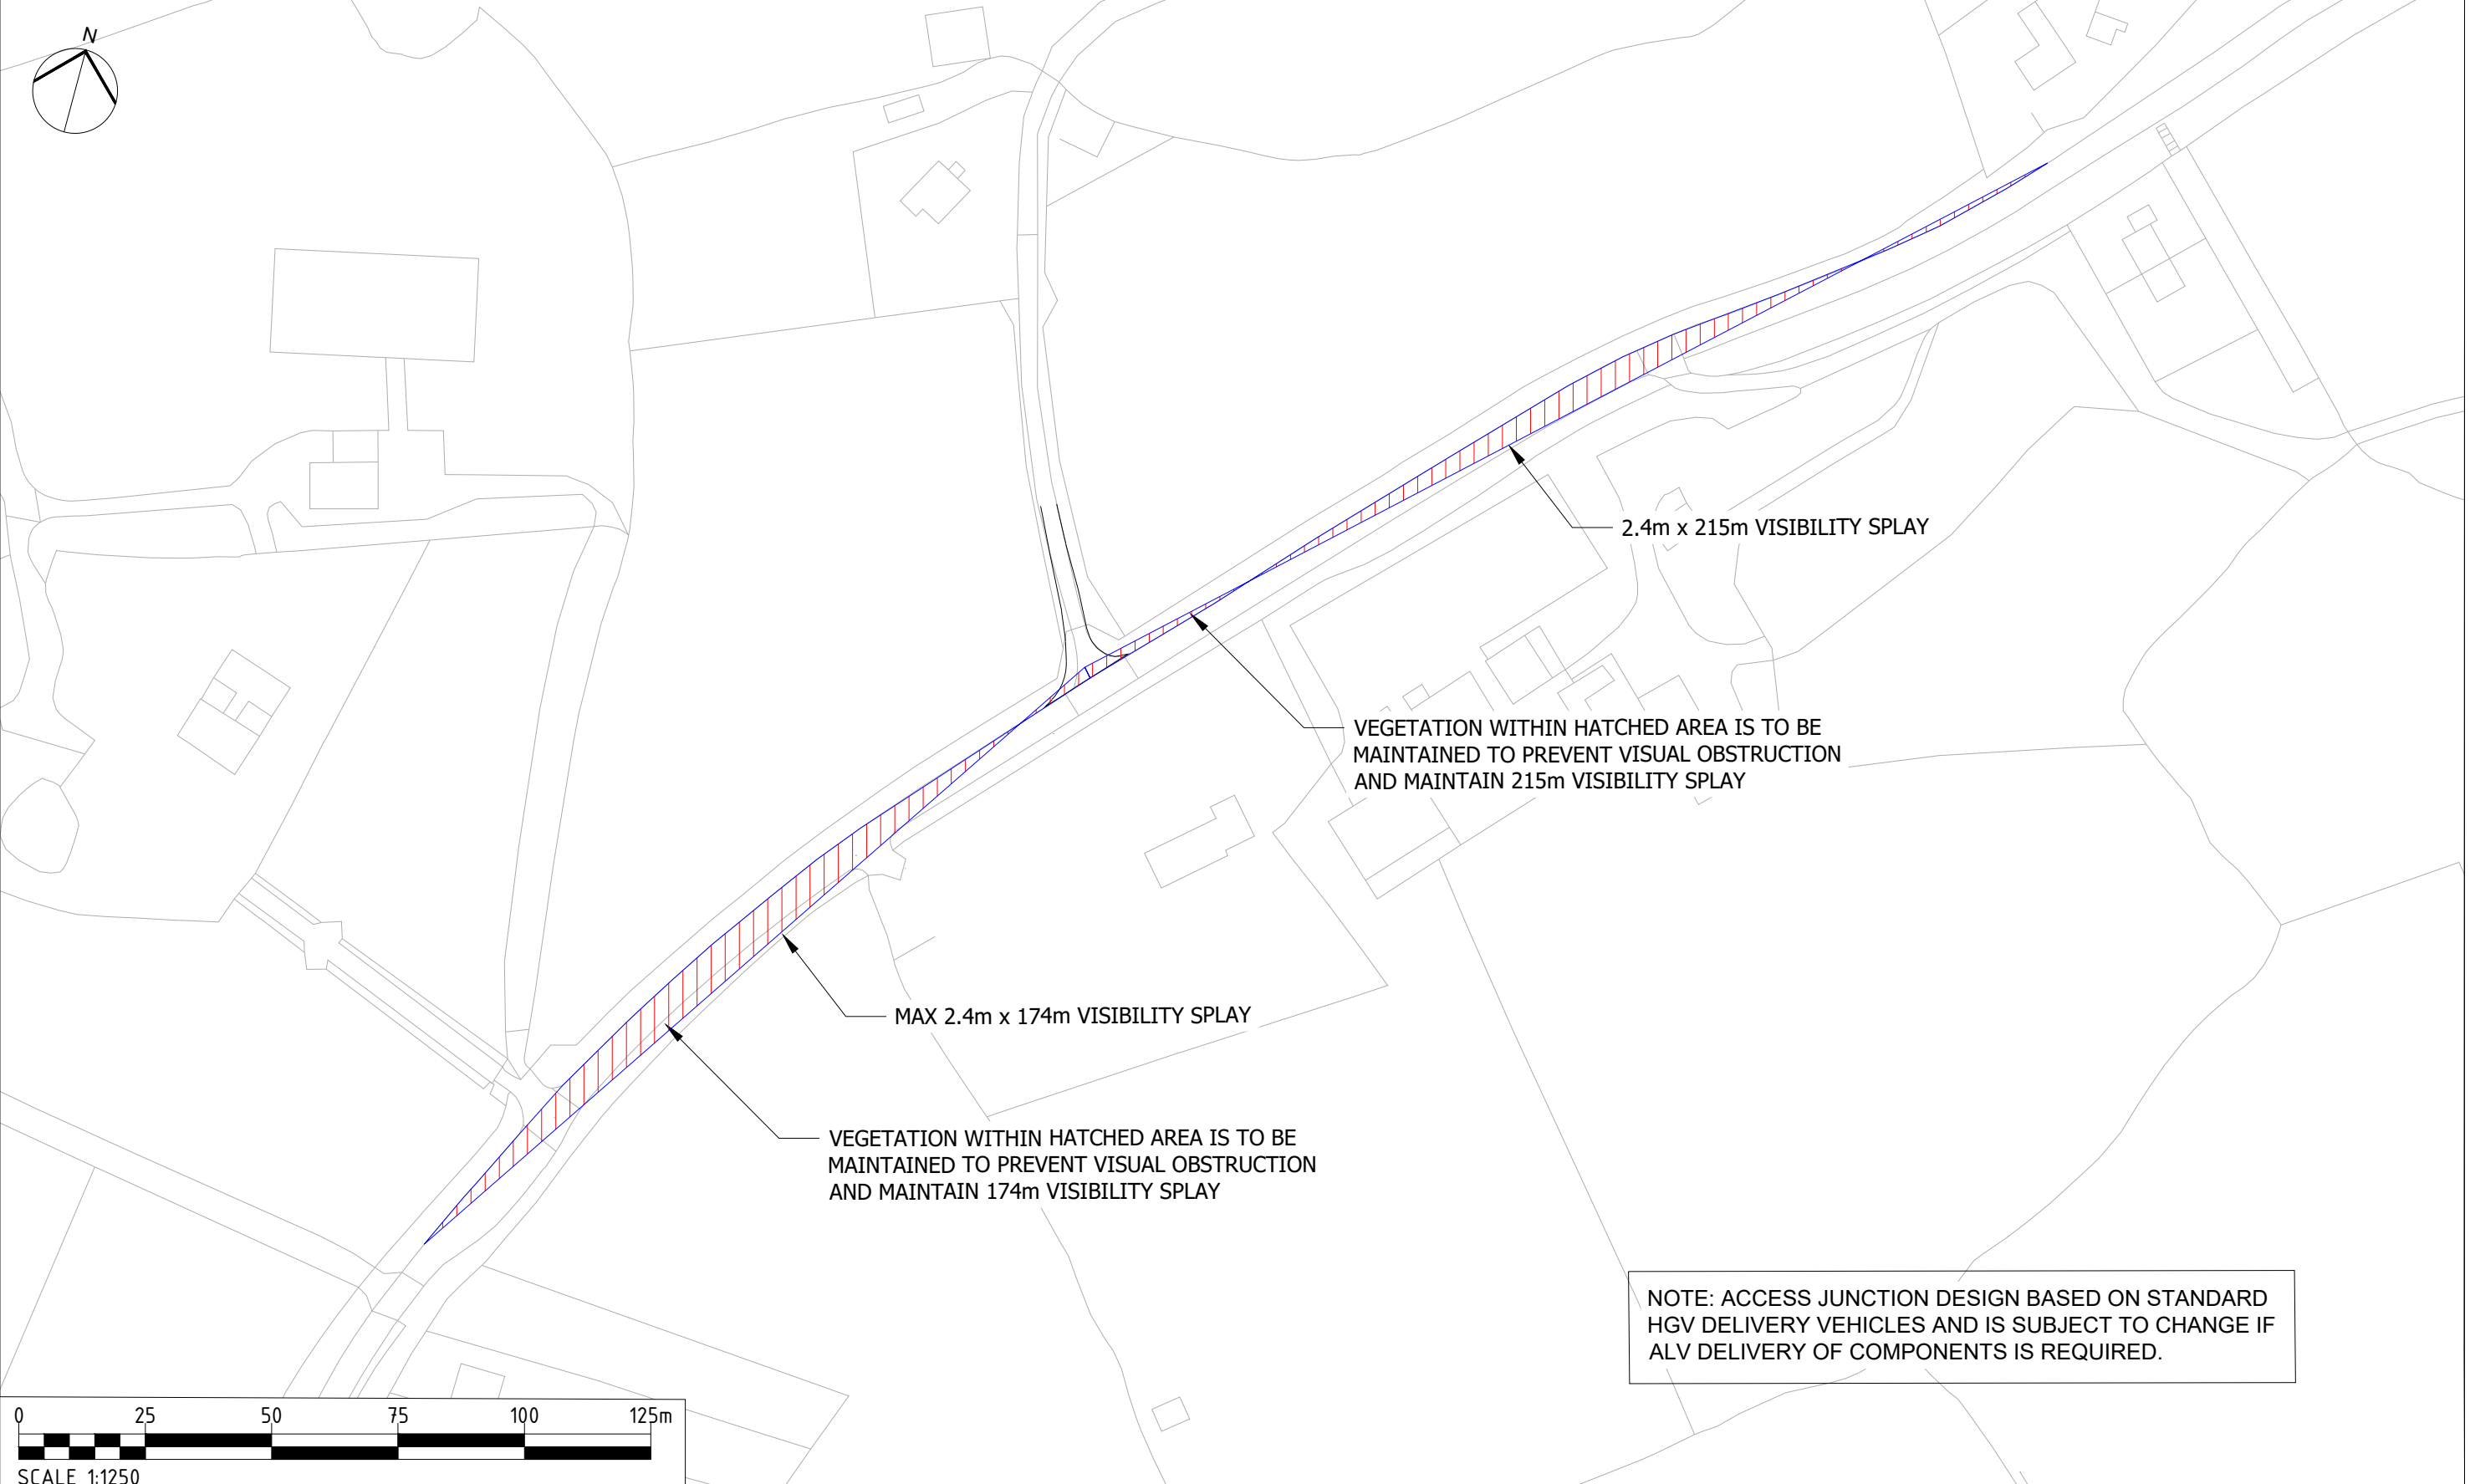 N
2.4m x 215m VISIBILITY SPLAY
VEGETATION WITHIN HATCHED AREA IS TO BE
MAINTAINED TO PREVENT VISUAL OBSTRUCTION
AND MAINTAIN 215m VISIBILITY SPLAY
MAX 2.4m x 174m VISIBILITY SPLAY
VEGETATION WITHIN HATCHED AREA IS TO BE
MAINTAINED TO PREVENT VISUAL OBSTRUCTION
AND MAINTAIN 174m VISIBILITY SPLAY
NOTE: ACCESS JUNCTION DESIGN BASED ON STANDARD
HGV DELIVERY VEHICLES AND IS SUBJECT TO CHANGE IF
ALV DELIVERY OF COMPONENTS IS REQUIRED.
0 25 50 75 100 125m
SCALE 1:1250